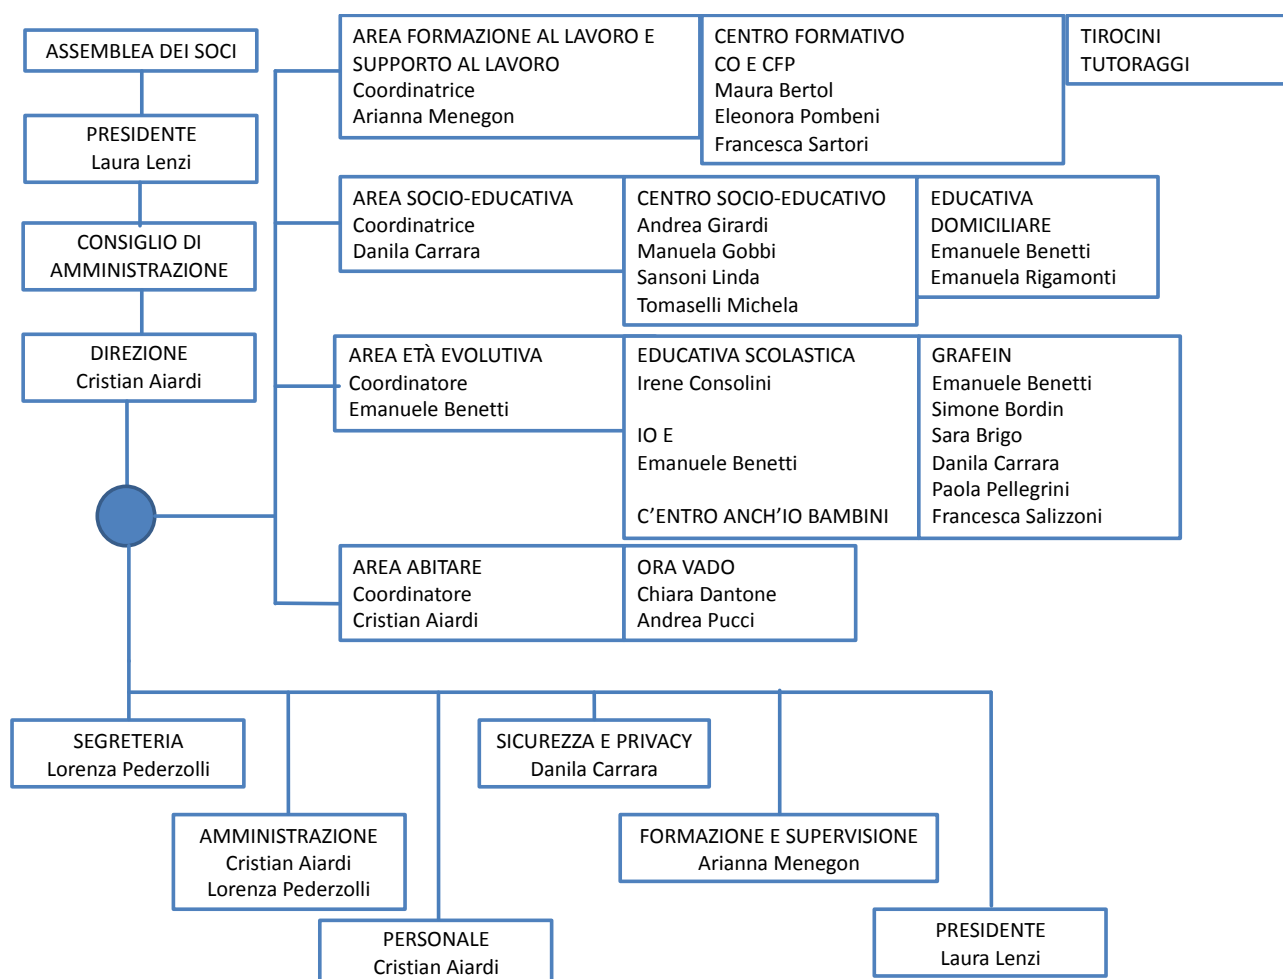 ASSEMBLEA DEI SOCI
PRESIDENTE
Laura Lenzi
CONSIGLIO DI
AMMINISTRAZIONE
DIREZIONE
Cristian Aiardi
AREA FORMAZIONE AL LAVORO E
SUPPORTO AL LAVORO
Coordinatrice
Arianna Menegon
CENTRO FORMATIVO
CO E CFP
Maura Bertol
Eleonora Pombeni
Francesca Sartori
TIROCINI
TUTORAGGI
AREA SOCIO-EDUCATIVA
Coordinatrice
Danila Carrara
CENTRO SOCIO-EDUCATIVO
Andrea Girardi
Manuela Gobbi
Sansoni Linda
Tomaselli Michela
EDUCATIVA
DOMICILIARE
Emanuele Benetti
Emanuela Rigamonti
AREA ETÀ EVOLUTIVA
Coordinatore
Emanuele Benetti
EDUCATIVA SCOLASTICA
Irene Consolini
IO E
Emanuele Benetti
C’ENTRO ANCH’IO BAMBINI
GRAFEIN
Emanuele Benetti
Simone Bordin
Sara Brigo
Danila Carrara
Paola Pellegrini
Francesca Salizzoni
AREA ABITARE
Coordinatore
Cristian Aiardi
ORA VADO
Chiara Dantone
Andrea Pucci
SEGRETERIA
Lorenza Pederzolli
AMMINISTRAZIONE
Cristian Aiardi
Lorenza Pederzolli
PERSONALE
Cristian Aiardi
SICUREZZA E PRIVACY
Danila Carrara
FORMAZIONE E SUPERVISIONE
Arianna Menegon
PRESIDENTE
Laura Lenzi